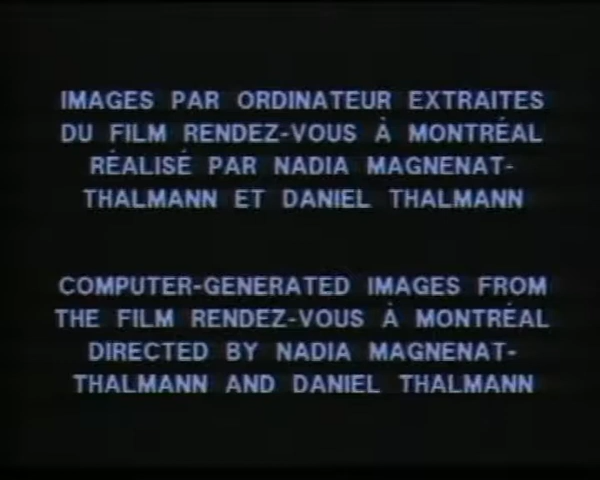 IMAGES PAR ORDINATEUR EXTRAITES
DU FILM RENDEZ-VOUS À MONTRÉAL
RÉALISÉ PAR NADIA MAGNENAT-
THALMANN ET DANIEL THALMANN
COMPUTER-GENERATED IMAGES FROM
THE FILM RENDEZ-VOUS À MONTRÉAL
DIRECTED BY NADIA MAGNENAT-
THALMANN AND DANIEL THALMANN